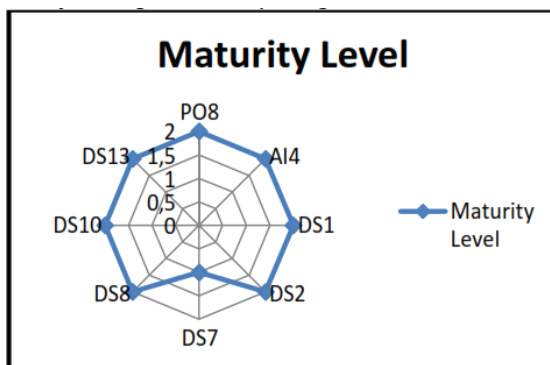 Maturity Level
PO8
2
DS13
1,5
AI4
1
0,5
DS10
0
DS1
Maturity
Level
DS8
DS2
DS7